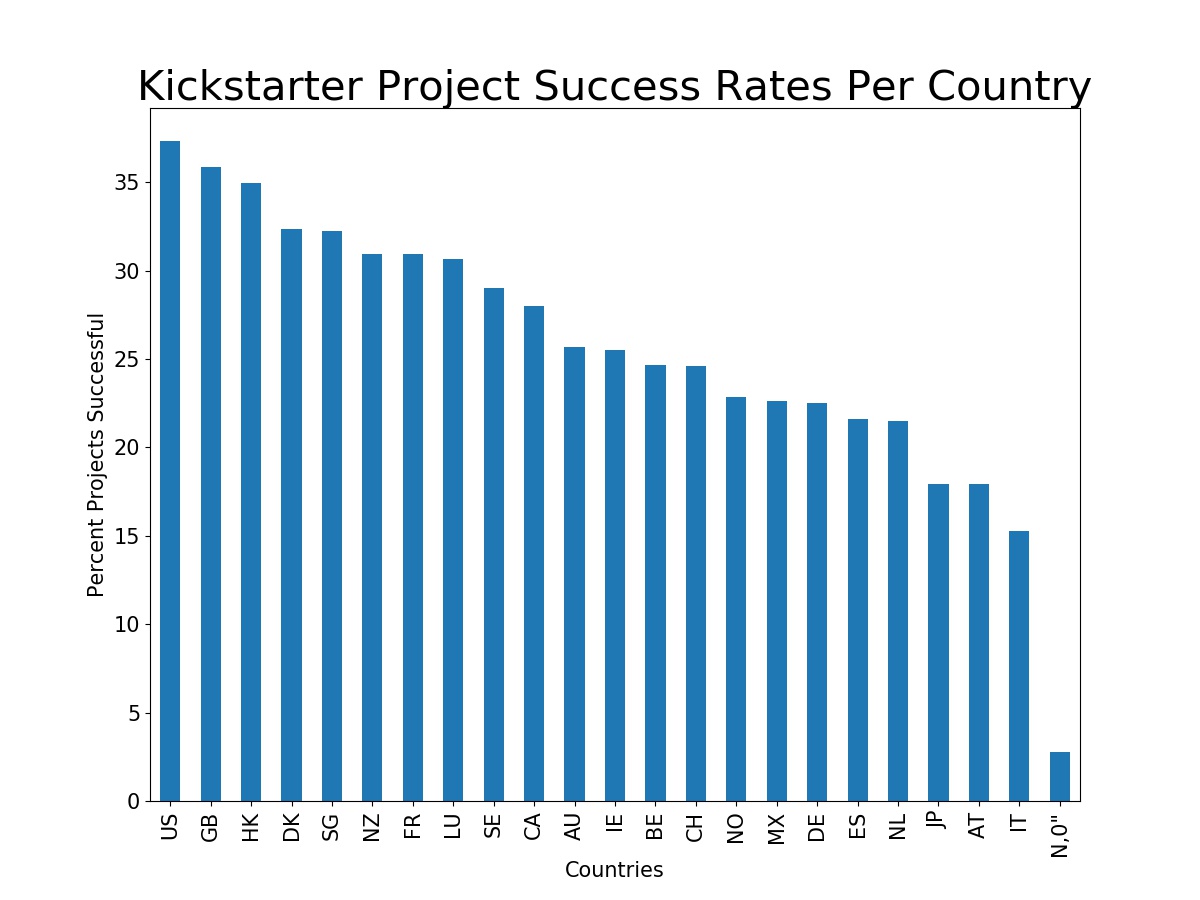 Kickstarter Project Success Rates Per Country
Percent Projects Successful
35
30
25
20
15
10
5
0
US GB HK DK SG NZ FR LU SE CA AU IE BE CH NO MX DE ES NL JP AT IT N,0"
Countries